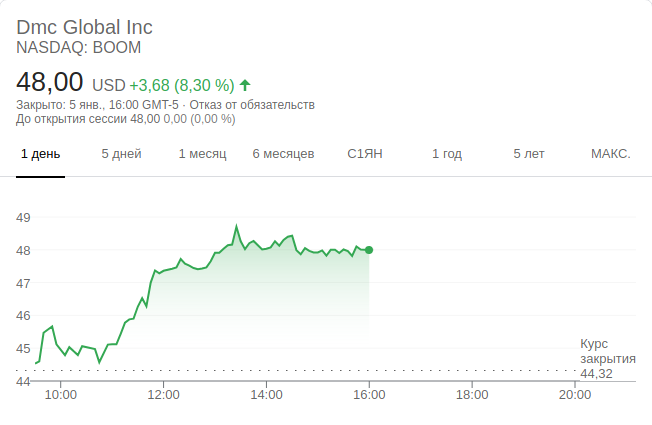 Dmc Global Inc
NASDAQ: BOOM
48,00 USD +3,68 (8,30 %)
Закрыто: 5 янв., 16:00 GMT-5 · Отказ от обязательств
До открытия сессии 48,00 0,00 (0,00 %)
1 день 5 дней 1 месяц 6 месяцев С1ЯН 1 год 5 лет МАКС.
49
48
47
46
45
Курс
закрытия
44,32
44
10:00 12:00 14:00 16:00 18:00 20:00